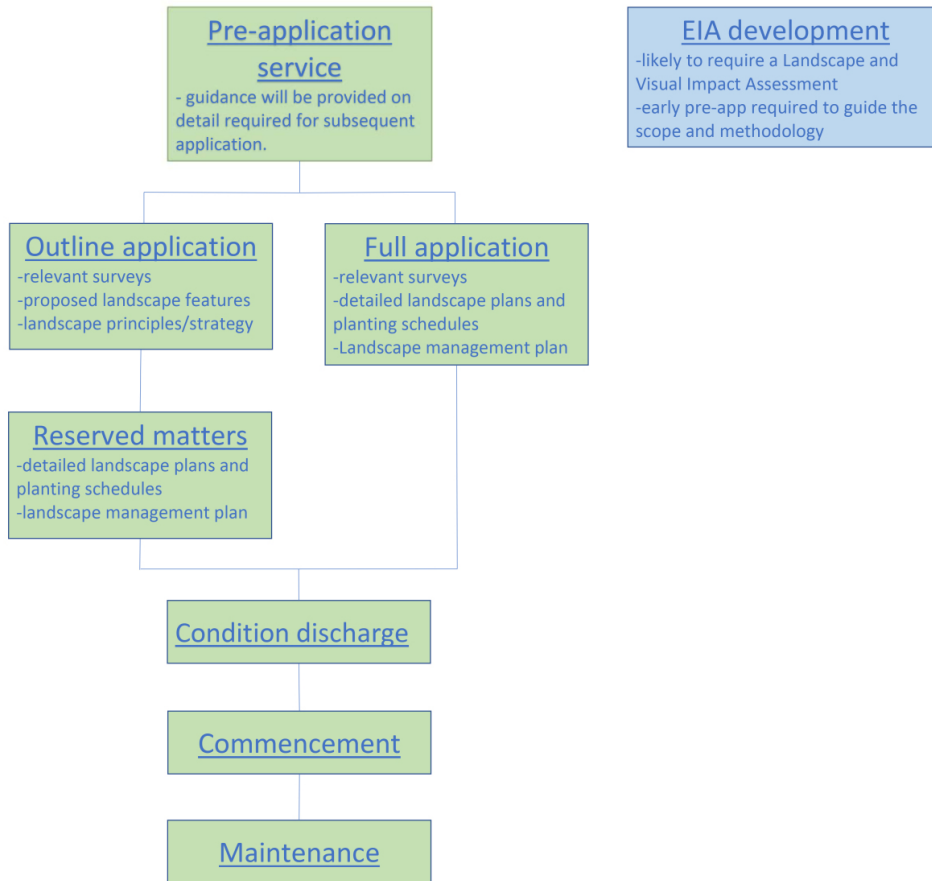 Pre-application
service
- guidance will be provided on
detail required for subsequent
application.
EIA development
-likely to require a Landscape and
Visual Impact Assessment
-early pre-app required to guide the
scope and methodology
Outline application
-relevant surveys
-proposed landscape features
-landscape principles/strategy
Full application
-relevant surveys
-detailed landscape plans and
planting schedules
-Landscape management plan
Reserved matters
-detailed landscape plans and
planting schedules
-landscape management plan
Condition discharge
Commencement
Maintenance